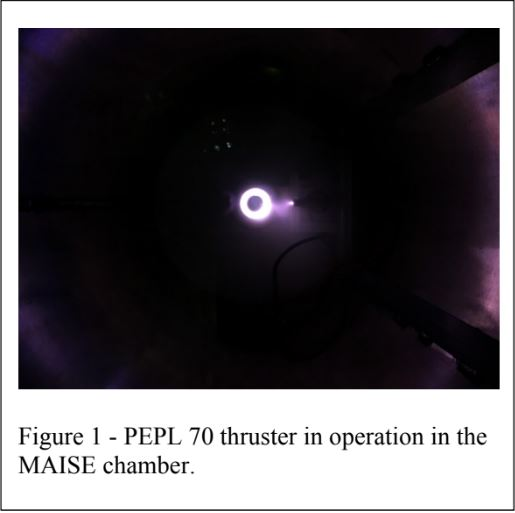 Figure 1 - PEPL 70 thruster in operation in the
MAISE chamber.